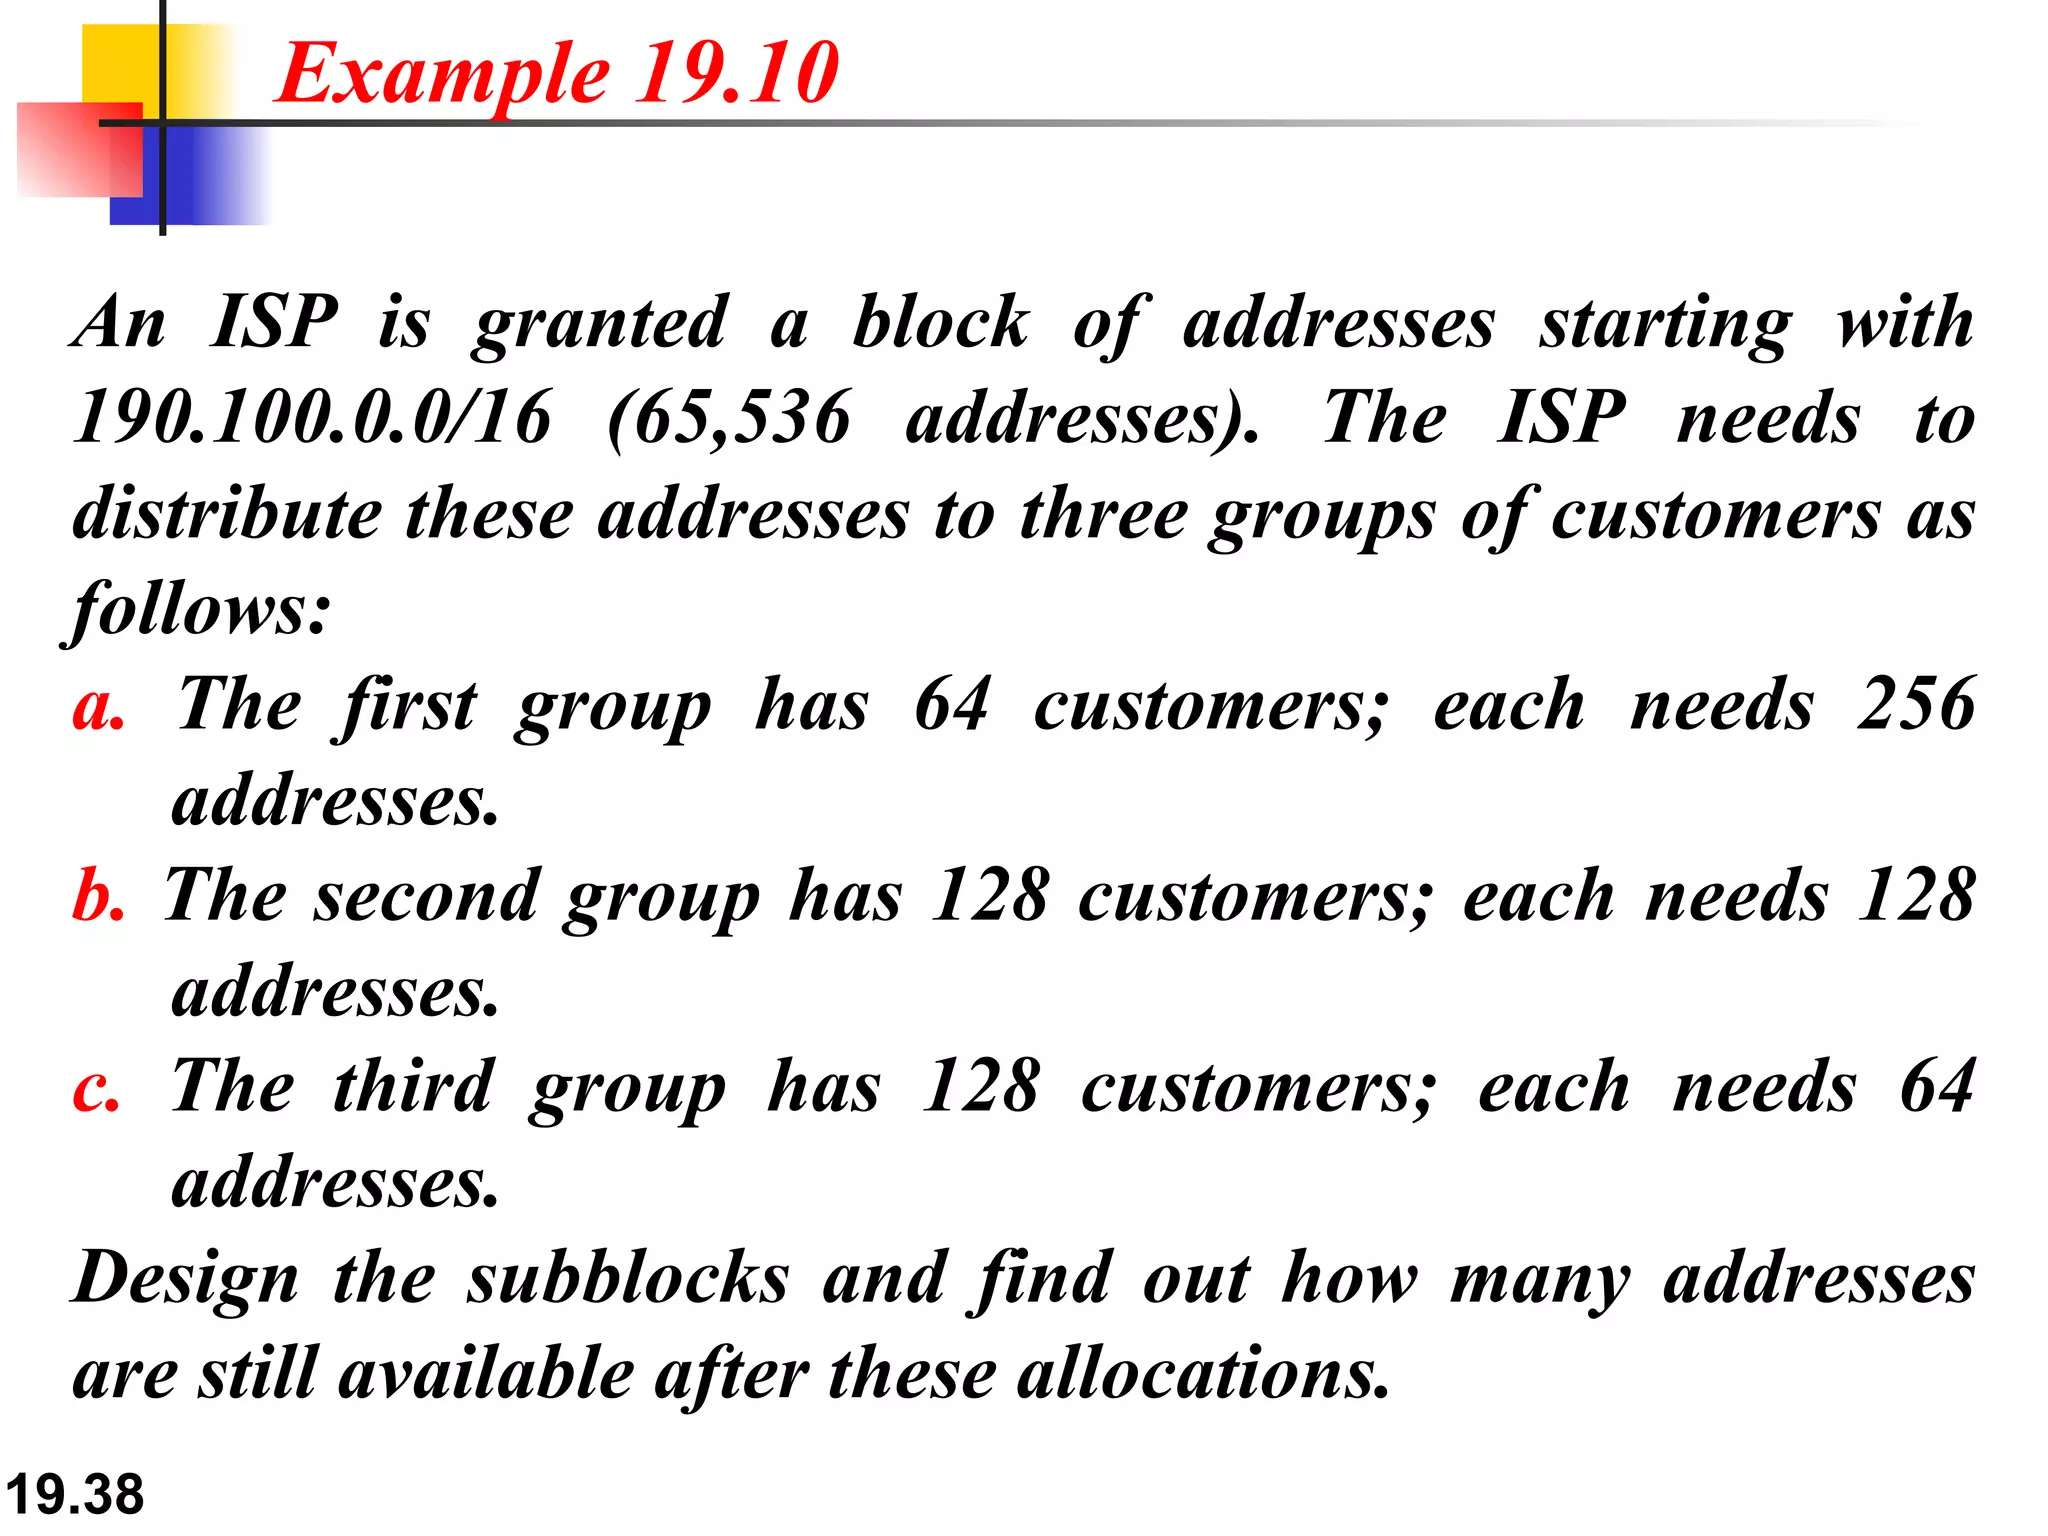 Example 19.10
An ISP is granted a block of addresses starting with
190.100.0.0/16 (65,536 addresses). The ISP needs to
distribute these addresses to three groups of customers as
follows:
a. The first group has 64 customers; each needs 256
addresses.
b. The second group has 128 customers; each needs 128
addresses.
c. The third group has 128 customers; each needs 64
addresses.
Design the subblocks and find out how many addresses
are still available after these allocations.
19.38